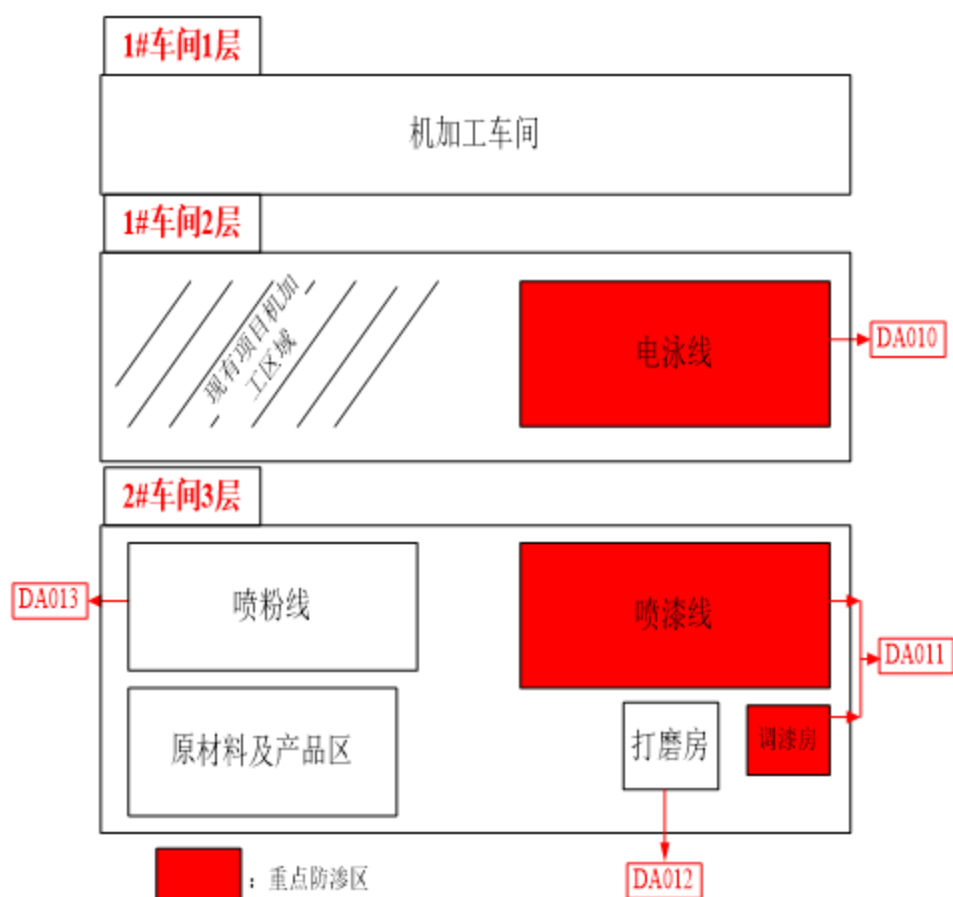 1#车间1层
机加工车间
1#车间2层
现有项目机加
工区域
电泳线
DA010
2#车间3层
喷粉线
DA013
喷漆线
DA011
原材料及产品区
打磨房
调漆房
DA012
：重点防渗区